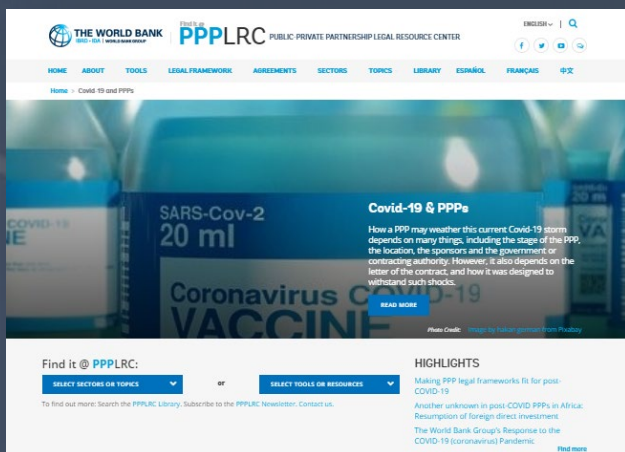 THE WORLD BANK
IBRD • IDA | WORLD BANK GROUP
Find it @
PPPLRC PUBLIC-PRIVATE PARTNERSHIP LEGAL RESOURCE CENTER
ENGLISH
HOME ABOUT TOOLS LEGAL FRAMEWORK AGREEMENTS SECTORS TOPICS LIBRARY ESPAÑOL FRANÇAIS 中文
Home > Covid-19 and PPPs
SARS-Cov-2
20 ml
Coronavirus COVID-19
VACCINE
COVID-19
NE
20 m
VA
Covid-19 & PPPs
How a PPP may weather this current Covid-19 storm
depends on many things, including the stage of the PPP,
the location, the sponsors and the government or
contracting authority. However, it also depends on the
letter of the contract, and how it was designed to
withstand such shocks.
READ MORE
Photo Credit: Image by hakan german from Pixabay
Find it @ PPPLRC:
SELECT SECTORS OR TOPICS or SELECT TOOLS OR RESOURCES
To find out more: Search the PPPLRC Library. Subscribe to the PPPLRC Newsletter. Contact us.
HIGHLIGHTS
Making PPP legal frameworks fit for post-
COVID-19
Another unknown in post-COVID PPPs in Africa:
Resumption of foreign direct investment
The World Bank Group's Response to the
COVID-19 (coronavirus) Pandemic
Find more